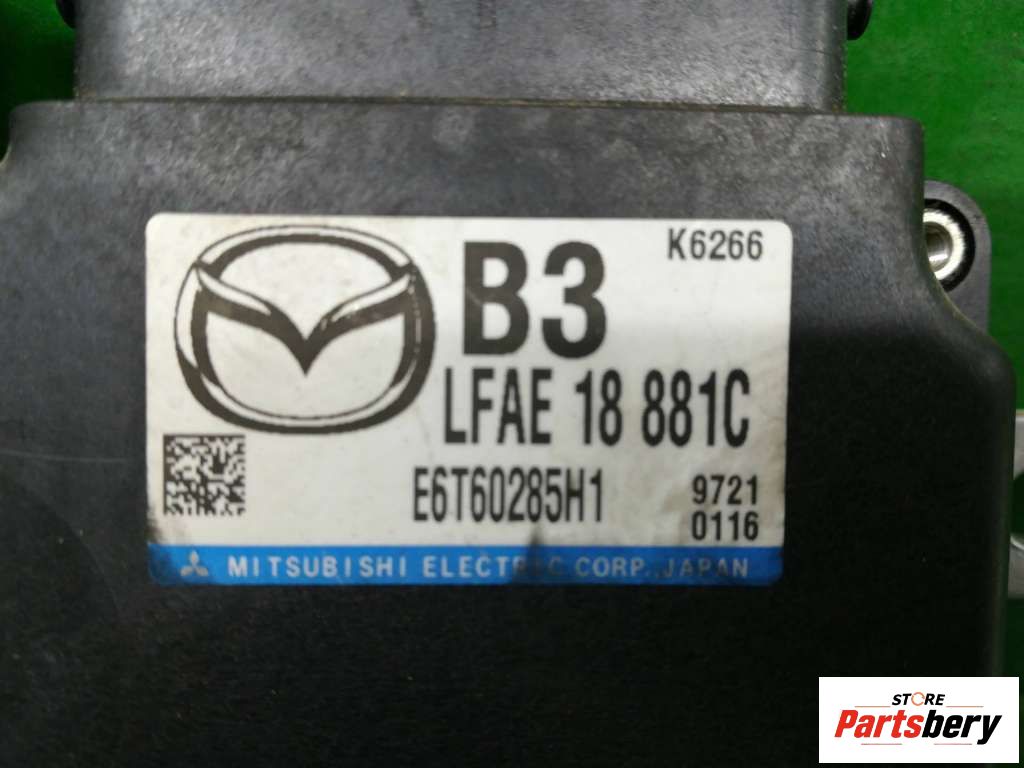 B3
K6266
LFAE 18 881C
E6T60285H1
9721
0116
MITSUBISHI ELECTRIC CORP. JAPAN
STORE
Partsbery